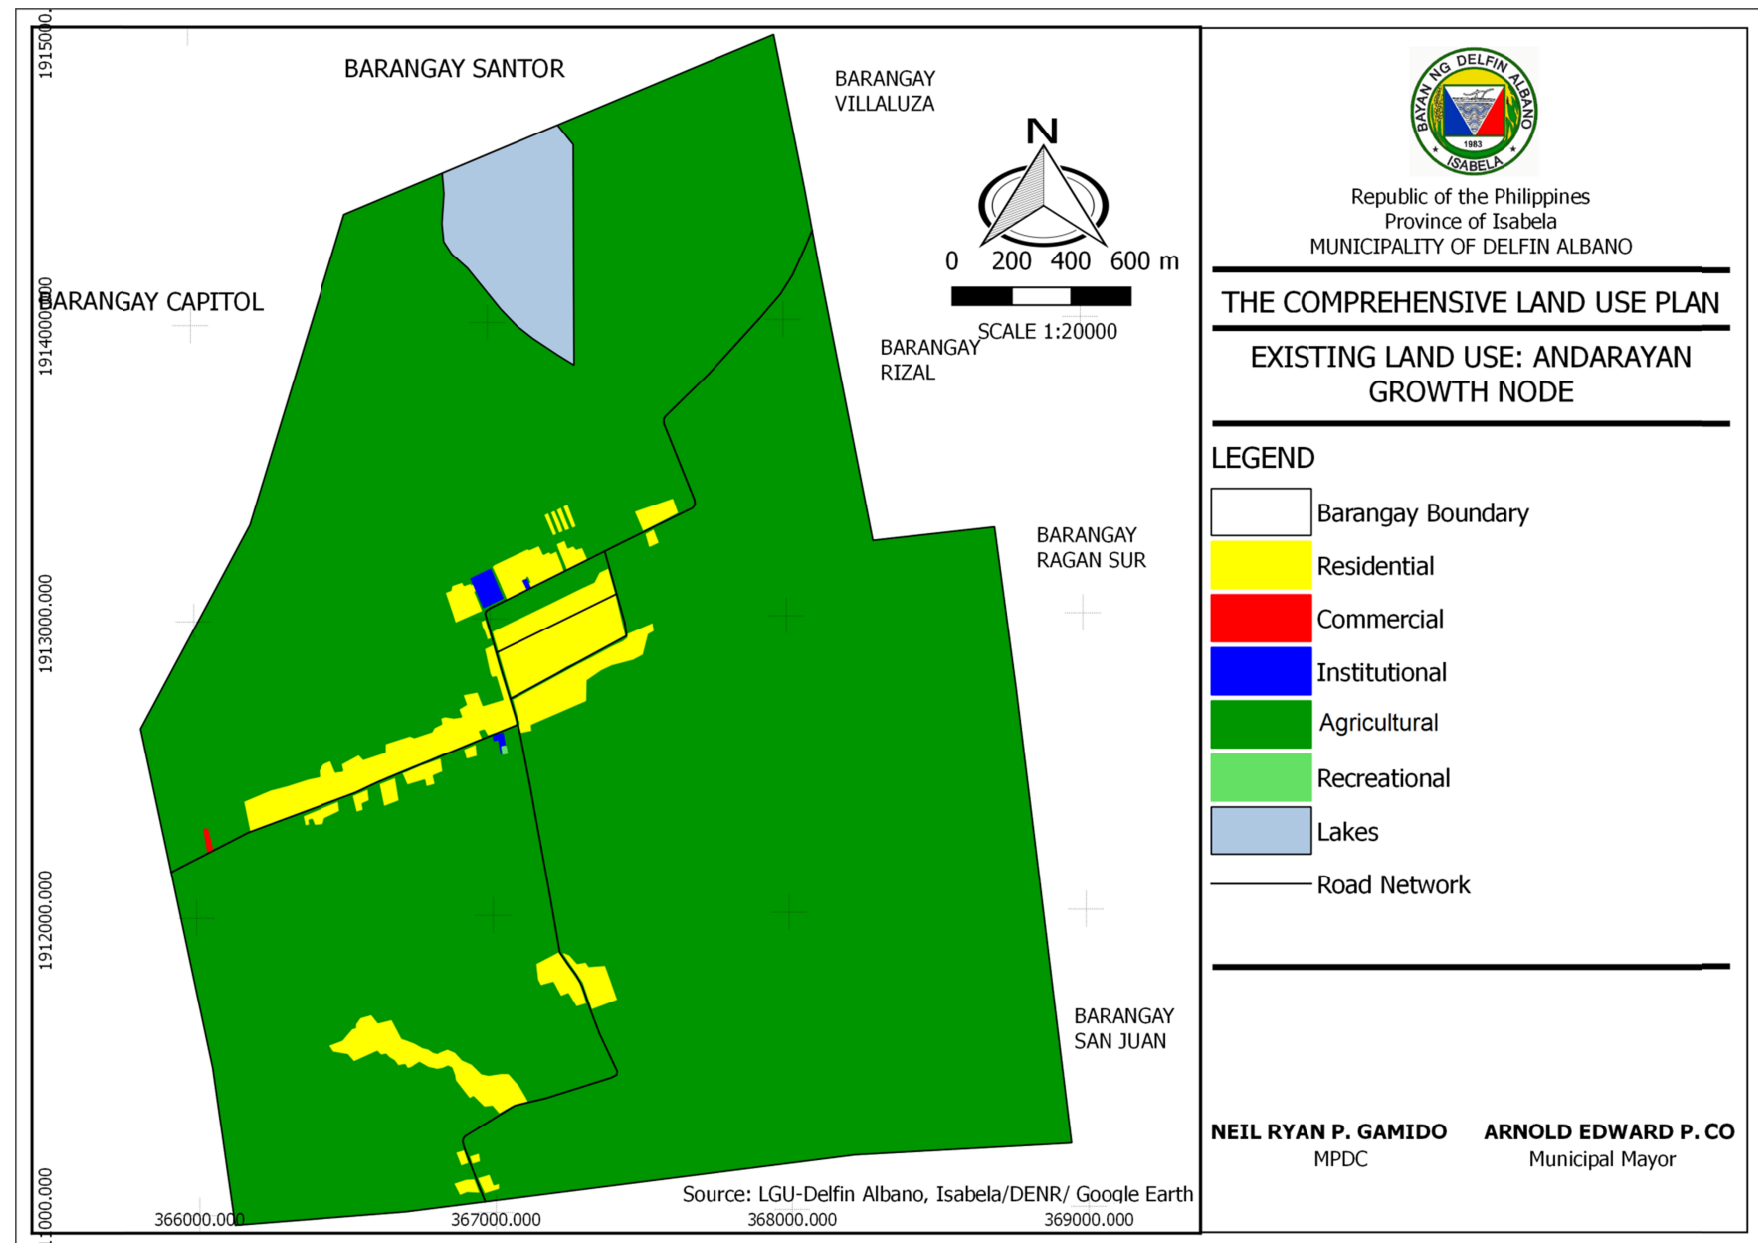 1915000.000
BARANGAY SANTOR
BARANGAY
VILLALUZA
N
0 200 400 600 m
SCALE 1:20000
BARANGAY CAPITOL
1914000.000
BARANGAY
RIZAL
BARANGAY
RAGAN SUR
1913000.000
1912000.000
BARANGAY
SAN JUAN
Source: LGU-Delfin Albano, Isabela/DENR/ Google Earth
366000.000 367000.000 368000.000 369000.000
BAYAN NG DELFIN ALBANO
1983
ISABELA
Republic of the Philippines
Province of Isabela
MUNICIPALITY OF DELFIN ALBANO
THE COMPREHENSIVE LAND USE PLAN
EXISTING LAND USE: ANDARAYAN
GROWTH NODE
LEGEND
Barangay Boundary
Residential
Commercial
Institutional
Agricultural
Recreational
Lakes
Road Network
NEIL RYAN P. GAMIDO ARNOLD EDWARD P. CO
MPDC Municipal Mayor